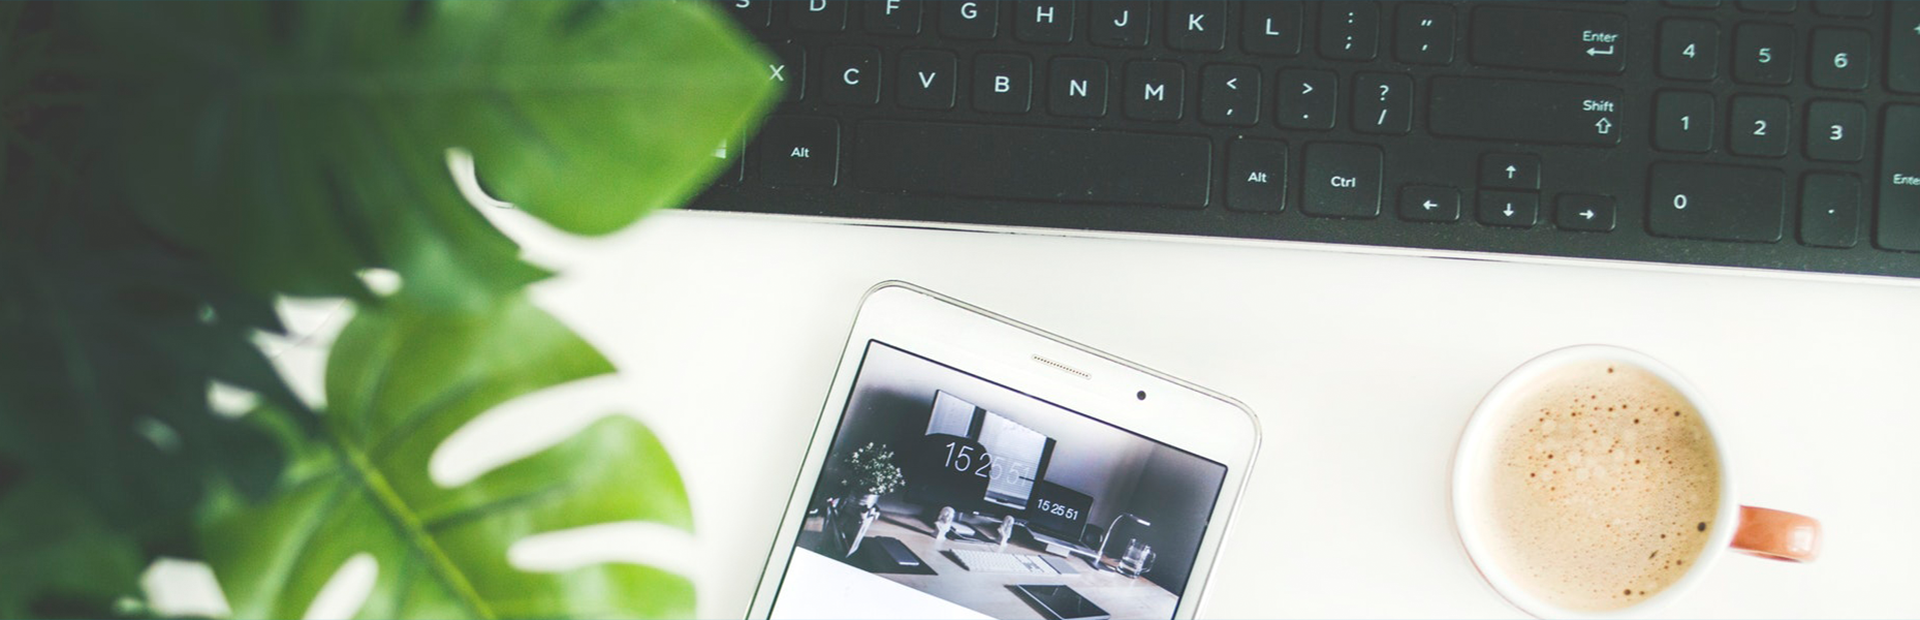 S D F G H J K L : ; " ' Enter 4 5 6
X C V B N M < , > . ? / Shift 1 2 3
Alt Alt Ctrl 0 . Ente
15 25 51
15 25 51